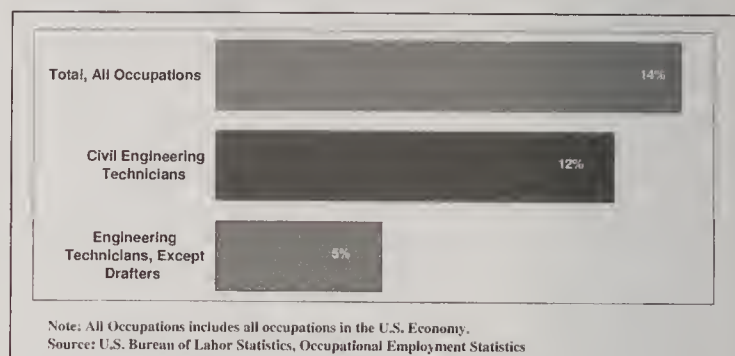 Total, All Occupations
14%
Civil Engineering
Technicians
12%
Engineering
Technicians, Except
Drafters
5%
Note: All Occupations includes all occupations in the U.S. Economy.
Source: U.S. Bureau of Labor Statistics, Occupational Employment Statistics